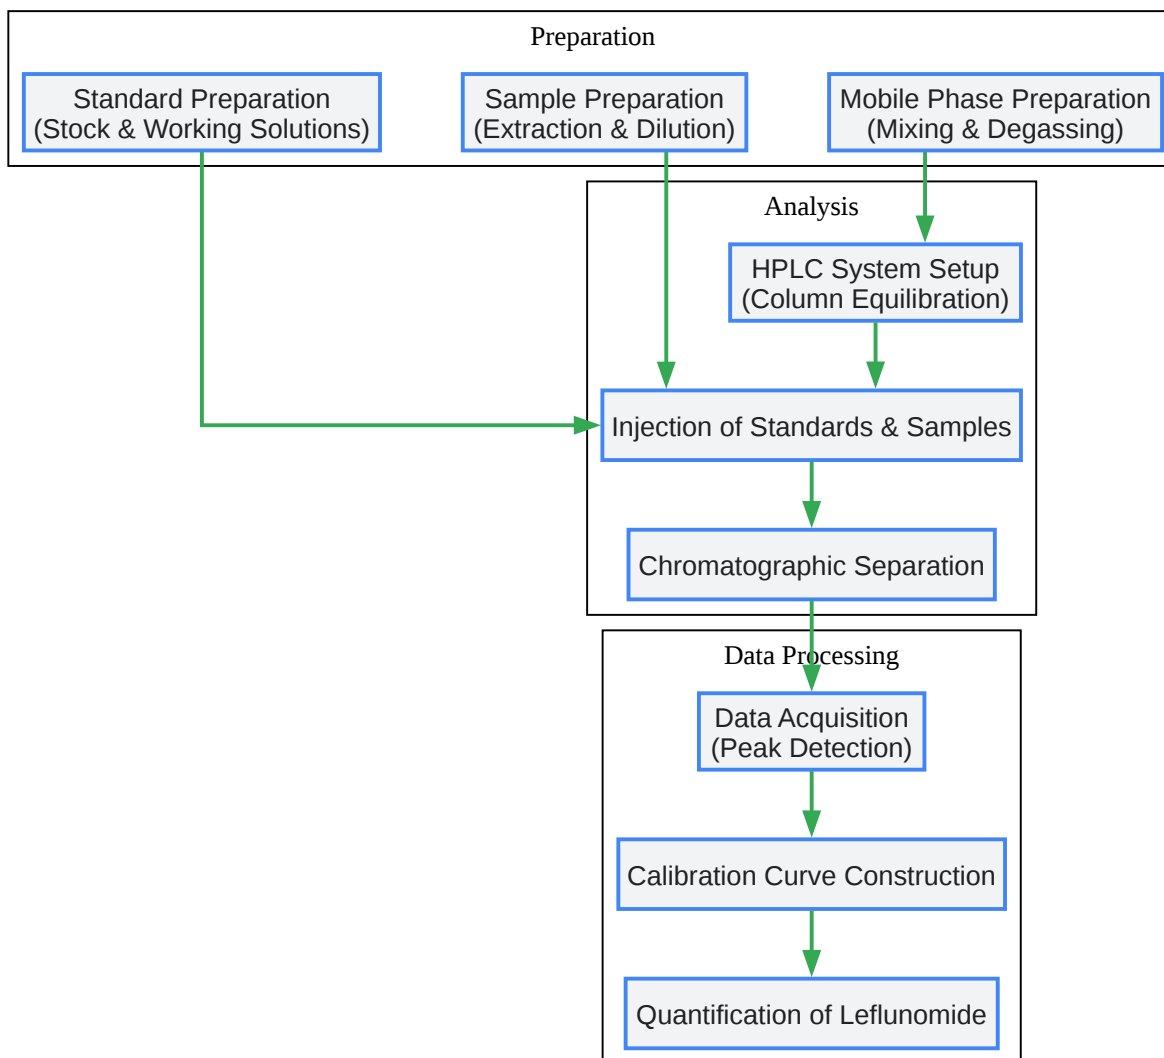 Preparation
Standard Preparation
(Stock & Working Solutions)
Sample Preparation
(Extraction & Dilution)
Mobile Phase Preparation
(Mixing & Degassing)
Analysis
HPLC System Setup
(Column Equilibration)
Injection of Standards & Samples
Chromatographic Separation
Data Processing
Data Acquisition
(Peak Detection)
Calibration Curve Construction
Quantification of Leflunomide